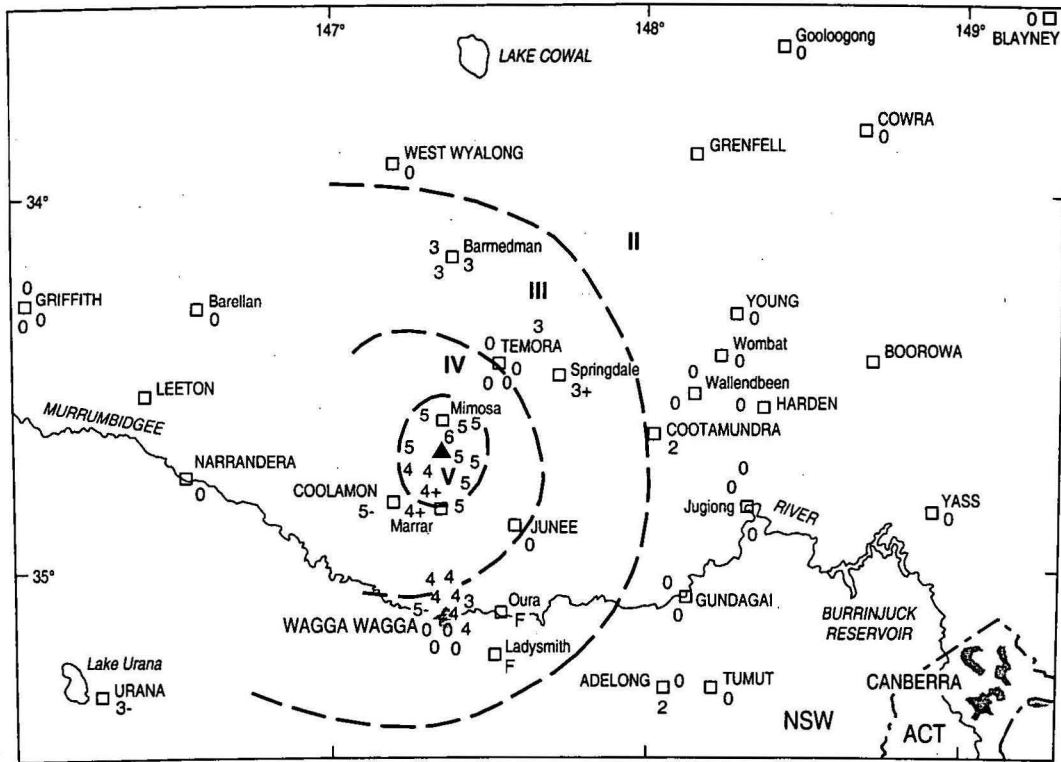 147°
148°
149°
0
BLAYNEY
Gooloogong
0
LAKE COWAL
COWRA
0
WEST WYALONG
0
GRENFELL
34°
II
3
Barmedman
3
3
0
GRIFFITH
0
0
Barellan
0
III
3
YOUNG
0
0
TEMORA
0
0
0
IV
Springdale
3+
Wombat
0
BOOROWA
0
Wallendbeen
0
0
HARDEN
LEETON
Mimosa
5
5
5
6
5
5
5
4
4
V
5
4+
5
COOTAMUNDRA
2
MURRUMBIDGEE
NARRANDERA
0
COOLAMON
5-
4+
Marrar
JUNEE
0
0
0
Jugiong
0
RIVER
YASS
0
35°
4
4
4
4
3
5-
4
4
WAGGA WAGGA
0
0
Oura
F
Ladysmith
F
0
GUNDAGAI
0
BURRINJUCK
RESERVOIR
Lake Urana
URANA
3-
ADELONG
0
2
TUMUT
0
CANBERRA
NSW
ACT